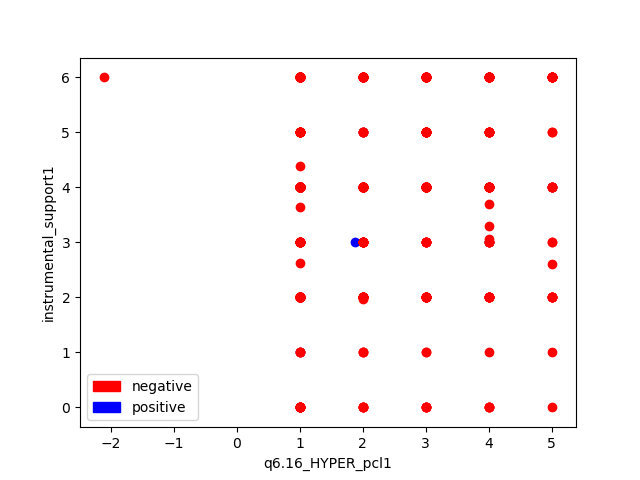 6
5
4
3
2
1
0
instrumental_support1
negative
positive
−2 −1 0 1 2 3 4 5
q6.16_HYPER_pcl1